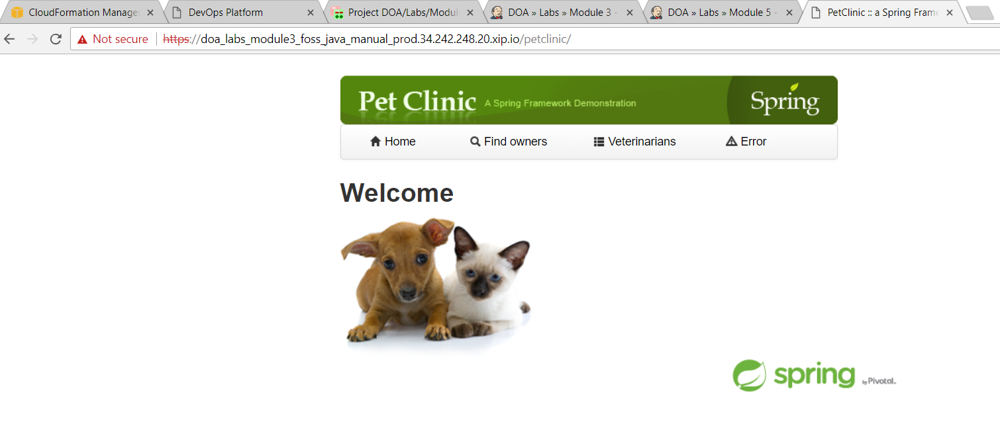 CloudFormation Manage
DevOps Platform
Project DOA/Labs/Modul
DOA » Labs » Module 3 -
DOA » Labs » Module 5 -
PetClinic :: a Spring Frame
Not secure
https://doa_labs_module3_foss_java_manual_prod.34.242.248.20.xip.io/petclinic/
Pet Clinic A Spring Framework Demonstration Spring
Home Find owners Veterinarians Error
Welcome
spring by Pivotal.